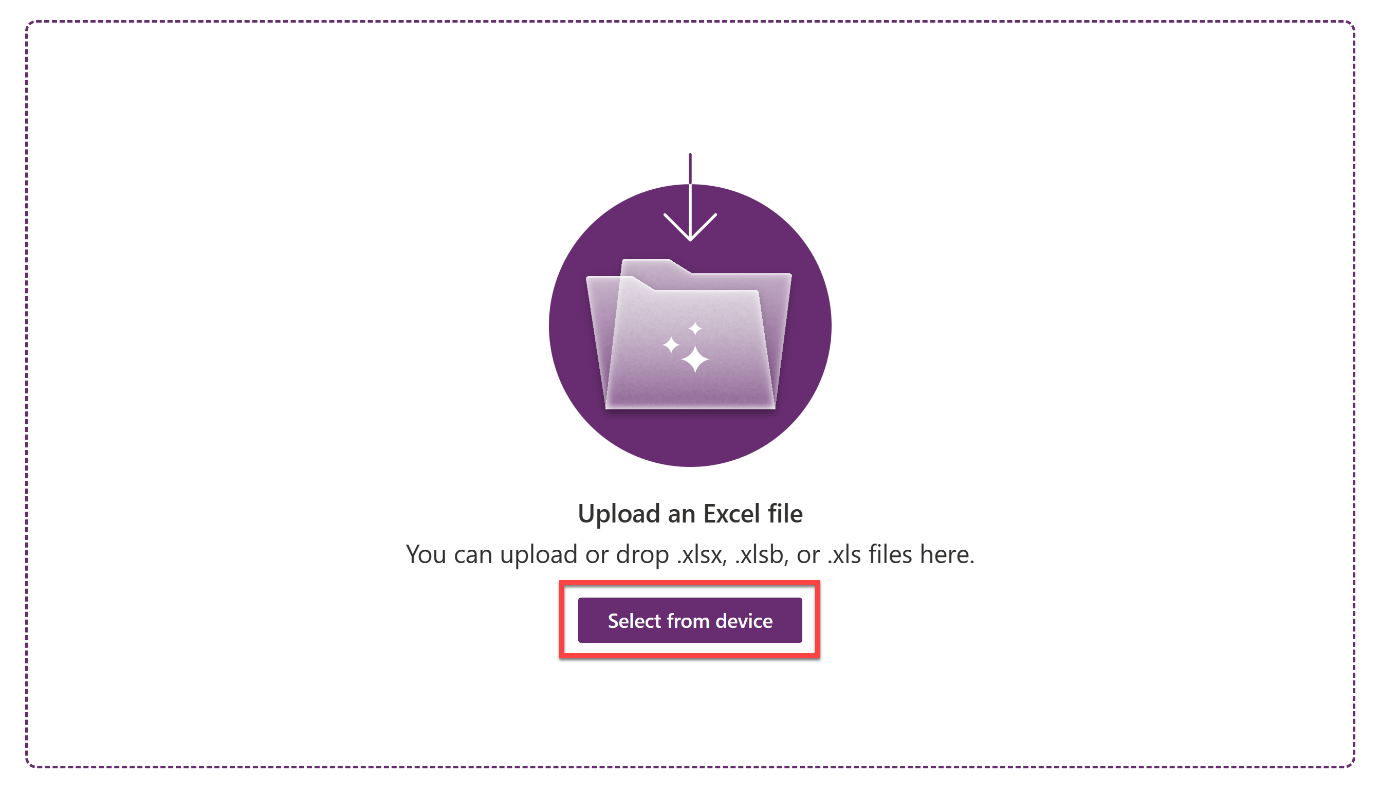 Upload an Excel file
You can upload or drop .xlsx, .xlsb, or .xls files here.
Select from device